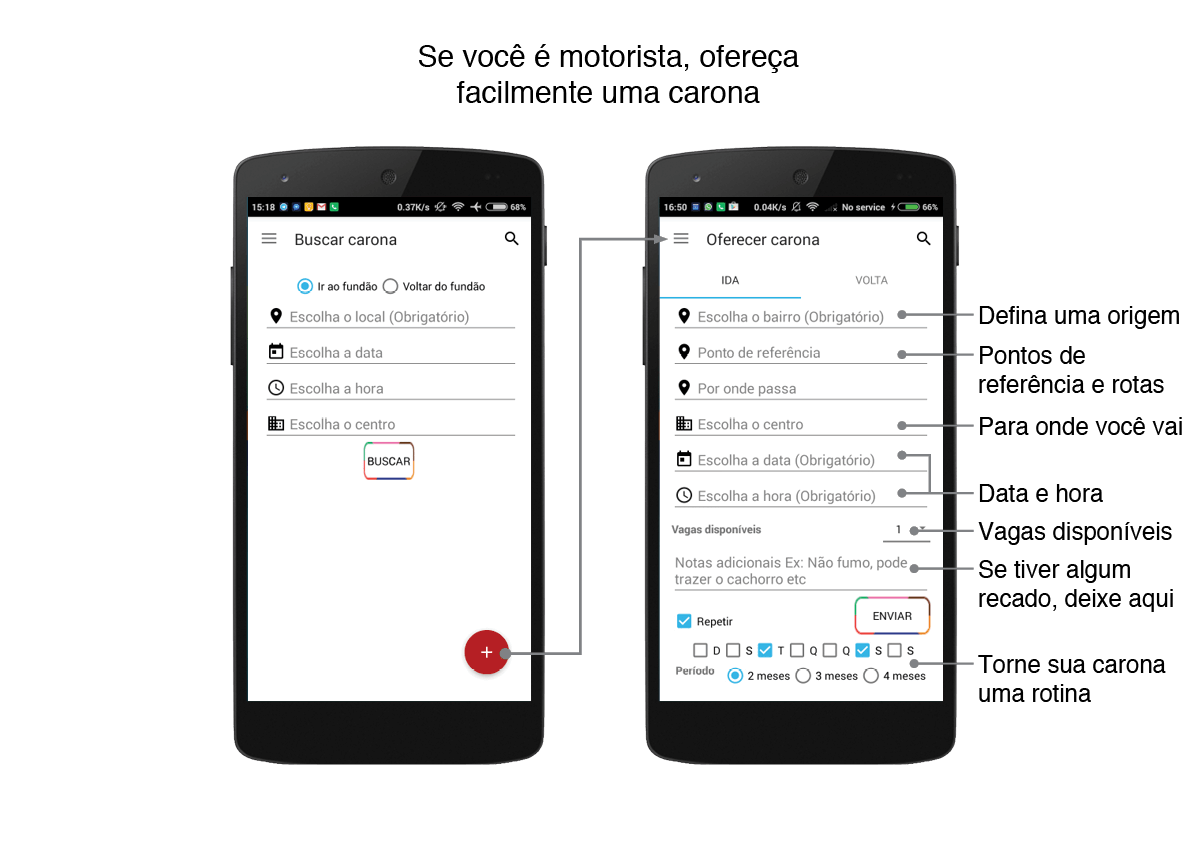 Se você é motorista, ofereça
facilmente uma carona
15:18
0.37K/s
68%
Buscar carona
Ir ao fundão
Voltar do fundão
Escolha o local (Obrigatório)
Escolha a data
Escolha a hora
Escolha o centro
BUSCAR
+
16:50
0.04K/s
No service
66%
Oferecer carona
IDA
VOLTA
Escolha o bairro (Obrigatório)
Ponto de referência
Por onde passa
Escolha o centro
Escolha a data (Obrigatório)
Escolha a hora (Obrigatório)
Vagas disponíveis
1
Notas adicionais Ex: Não fumo, pode
trazer o cachorro etc
ENVIAR
Repetir
D S T Q Q S S
Período
2 meses
3 meses
4 meses
Defina uma origem
Pontos de
referência e rotas
Para onde você vai
Data e hora
Vagas disponíveis
Se tiver algum
recado, deixe aqui
Torne sua carona
uma rotina